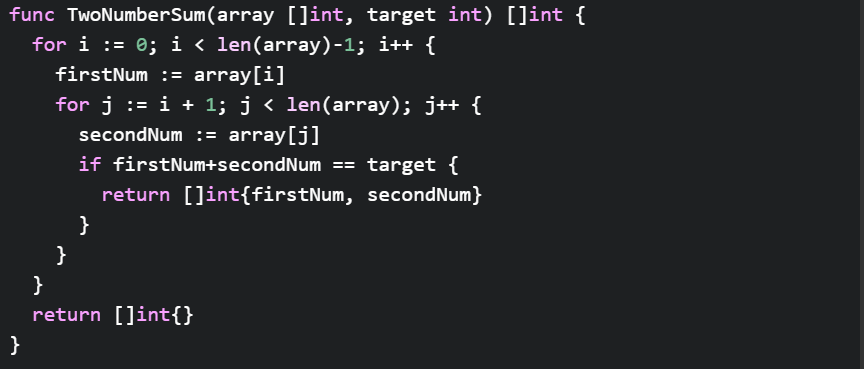 func TwoNumberSum(array []int, target int) []int {
  for i := 0; i < len(array)-1; i++ {
    firstNum := array[i]
    for j := i + 1; j < len(array); j++ {
      secondNum := array[j]
      if firstNum+secondNum == target {
        return []int{firstNum, secondNum}
      }
    }
  }
  return []int{}
}